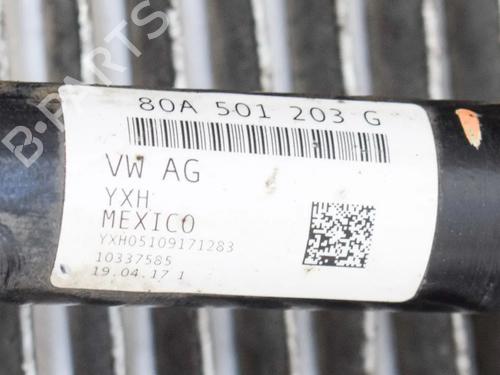 B-PARTS
80A 501 203 G
VW AG
YXH
MEXICO
YXH05109171283
10337585
19.04.17 1